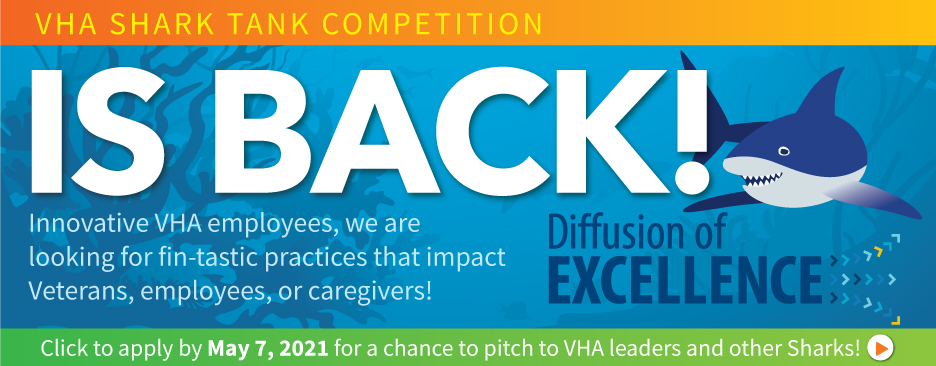 VHA SHARK TANK COMPETITION
IS BACK!
Innovative VHA employees, we are
looking for fin-tastic practices that impact
Veterans, employees, or caregivers!
Diffusion of
EXCELLENCE
Click to apply by May 7, 2021 for a chance to pitch to VHA leaders and other Sharks!